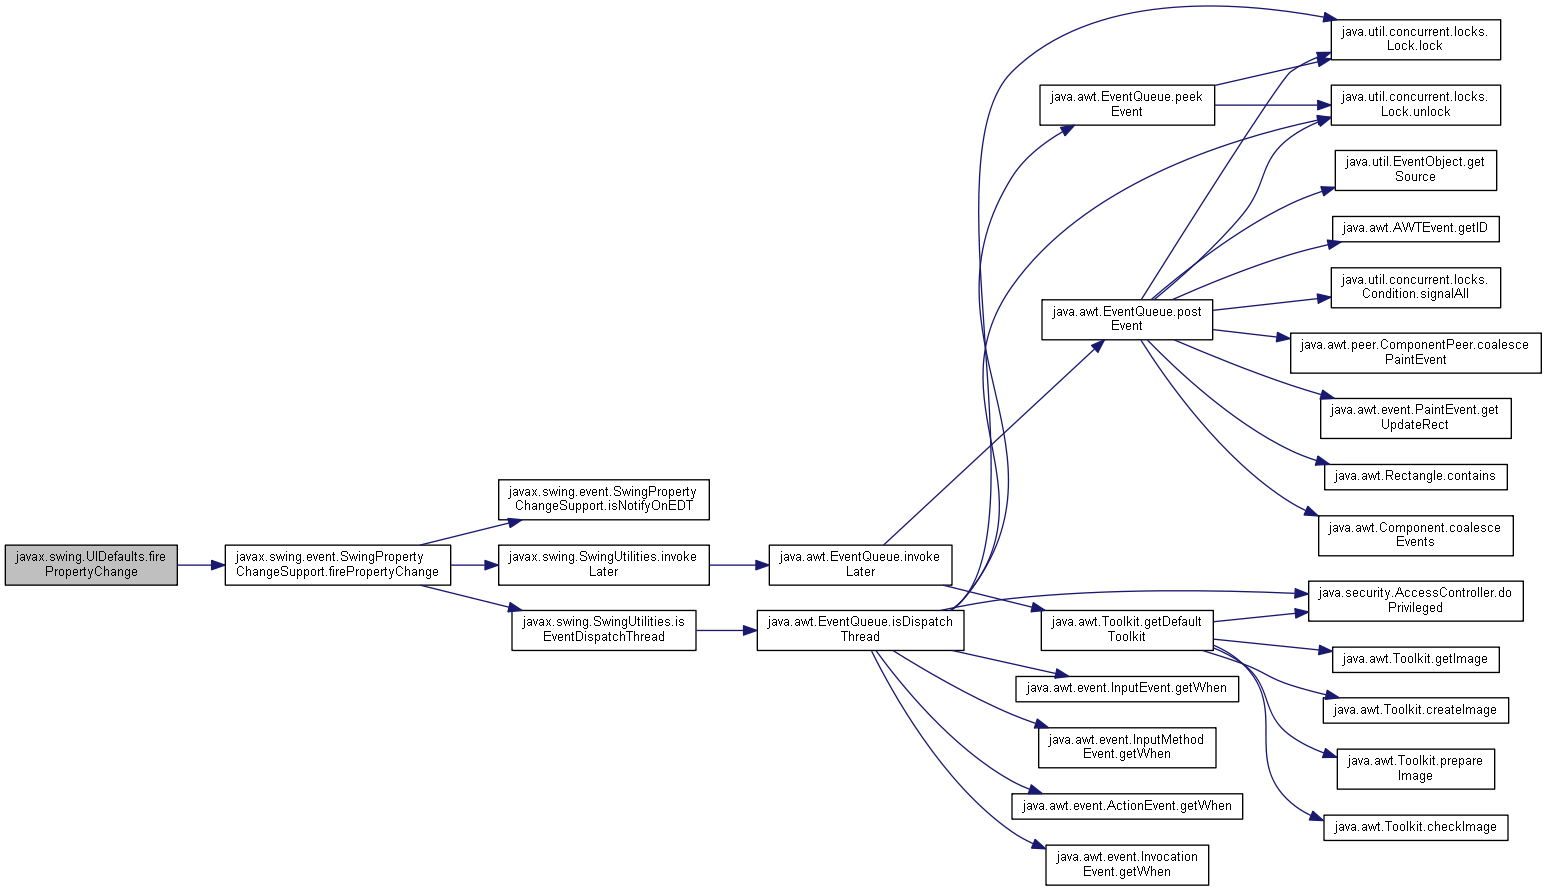 java.util.concurrent.locks.
Lock.lock
java.awt.EventQueue.peek
Event
java.util.concurrent.locks.
Lock.unlock
java.util.EventObject.get
Source
java.awt.AWTEvent.getID
java.util.concurrent.locks.
Condition.signalAll
java.awt.EventQueue.post
Event
java.awt.peer.ComponentPeer.coalesce
PaintEvent
java.awt.event.PaintEvent.get
UpdateRect
java.awt.Rectangle.contains
javax.swing.event.SwingProperty
ChangeSupport.isNotifyOnEDT
java.awt.Component.coalesce
Events
javax.swing.UIDefaults.fire
PropertyChange
javax.swing.event.SwingProperty
ChangeSupport.firePropertyChange
javax.swing.SwingUtilities.invoke
Later
java.awt.EventQueue.invoke
Later
java.security.AccessController.do
Privileged
javax.swing.SwingUtilities.is
EventDispatchThread
java.awt.EventQueue.isDispatch
Thread
java.awt.Toolkit.getDefault
Toolkit
java.awt.Toolkit.getImage
java.awt.event.InputEvent.getWhen
java.awt.Toolkit.createImage
java.awt.event.InputMethod
Event.getWhen
java.awt.Toolkit.prepare
Image
java.awt.event.ActionEvent.getWhen
java.awt.Toolkit.checkImage
java.awt.event.Invocation
Event.getWhen